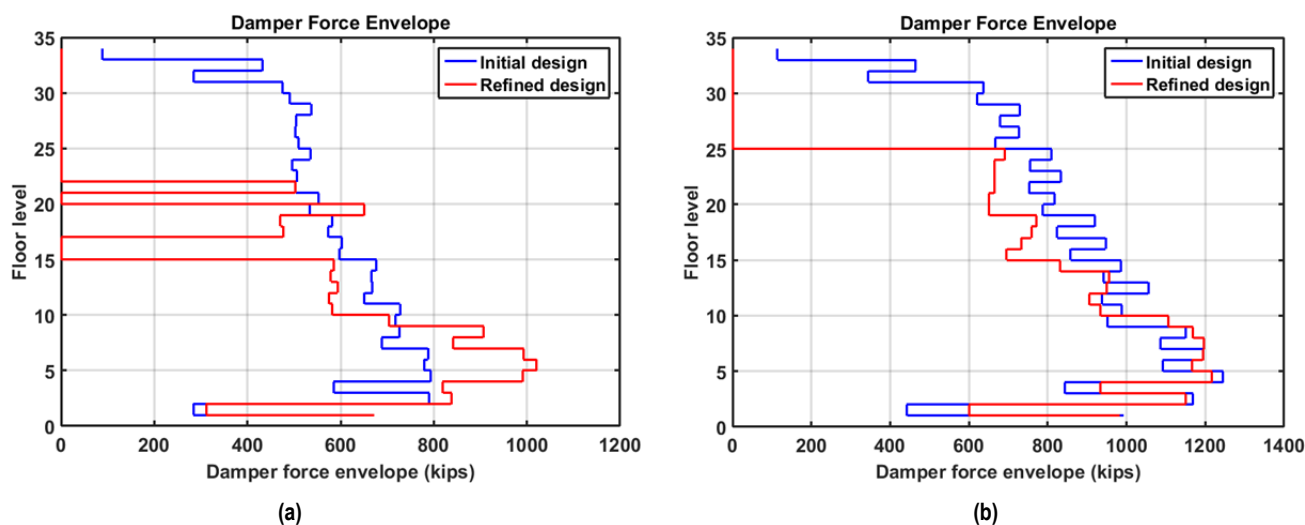 Damper Force Envelope
35
30
25
20
15
10
5
0
Floor level
Initial design
Refined design
0 200 400 600 800 1000 1200
Damper force envelope (kips)
(a)
Damper Force Envelope
35
30
25
20
15
10
5
0
Floor level
Initial design
Refined design
0 200 400 600 800 1000 1200 1400
Damper force envelope (kips)
(b)